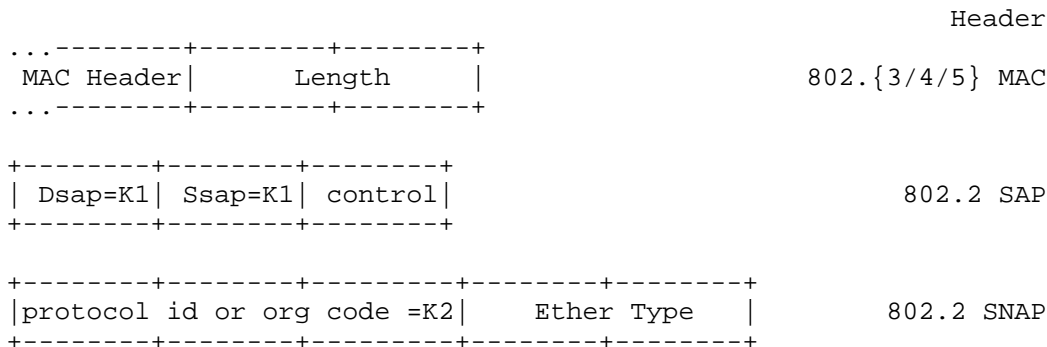 Header
...--------+--------+--------+
MAC Header|      Length     |                    802.{3/4/5} MAC
...--------+--------+--------+
+--------+--------+--------+
| Dsap=K1| Ssap=K1| control|                            802.2 SAP
+--------+--------+--------+
+--------+--------+---------+--------+--------+
|protocol id or org code =K2|    Ether Type   |        802.2 SNAP
+--------+--------+---------+--------+--------+